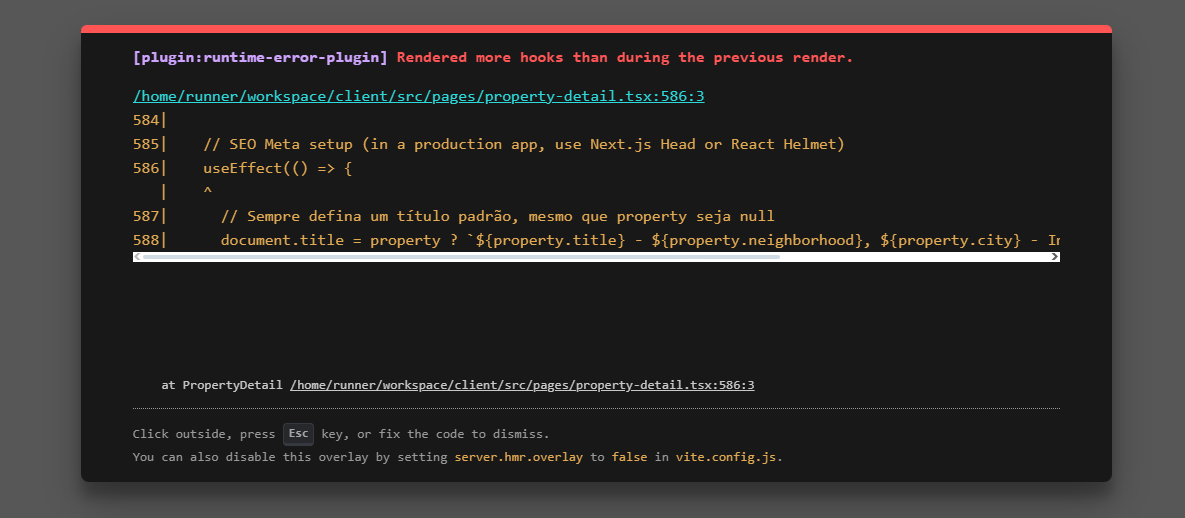 [plugin:runtime-error-plugin] Rendered more hooks than during the previous render.
/home/runner/workspace/client/src/pages/property-detail.tsx:586:3
584|
585|    // SEO Meta setup (in a production app, use Next.js Head or React Helmet)
586|    useEffect(() => {
   |    ^
587|      // Sempre defina um título padrão, mesmo que property seja null
588|      document.title = property ? `${property.title} - ${property.neighborhood}, ${property.city} - In
at PropertyDetail /home/runner/workspace/client/src/pages/property-detail.tsx:586:3
Click outside, press Esc key, or fix the code to dismiss.
You can also disable this overlay by setting server.hmr.overlay to false in vite.config.js.